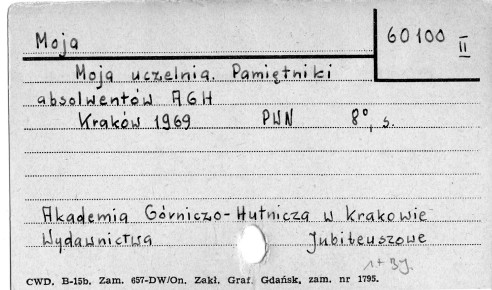 Moja
60100 II
Moja uczelnia. Pamiętniki
absolwentów AGH
Kraków 1969 PWN 8°, s.
Akademia Górniczo-Hutnicza w Krakowie
Wydawnictwa Jubileuszowe
CWD. B-15b. Zam. 657-DW/On. Zakł. Graf. Gdańsk, zam. nr 1795.